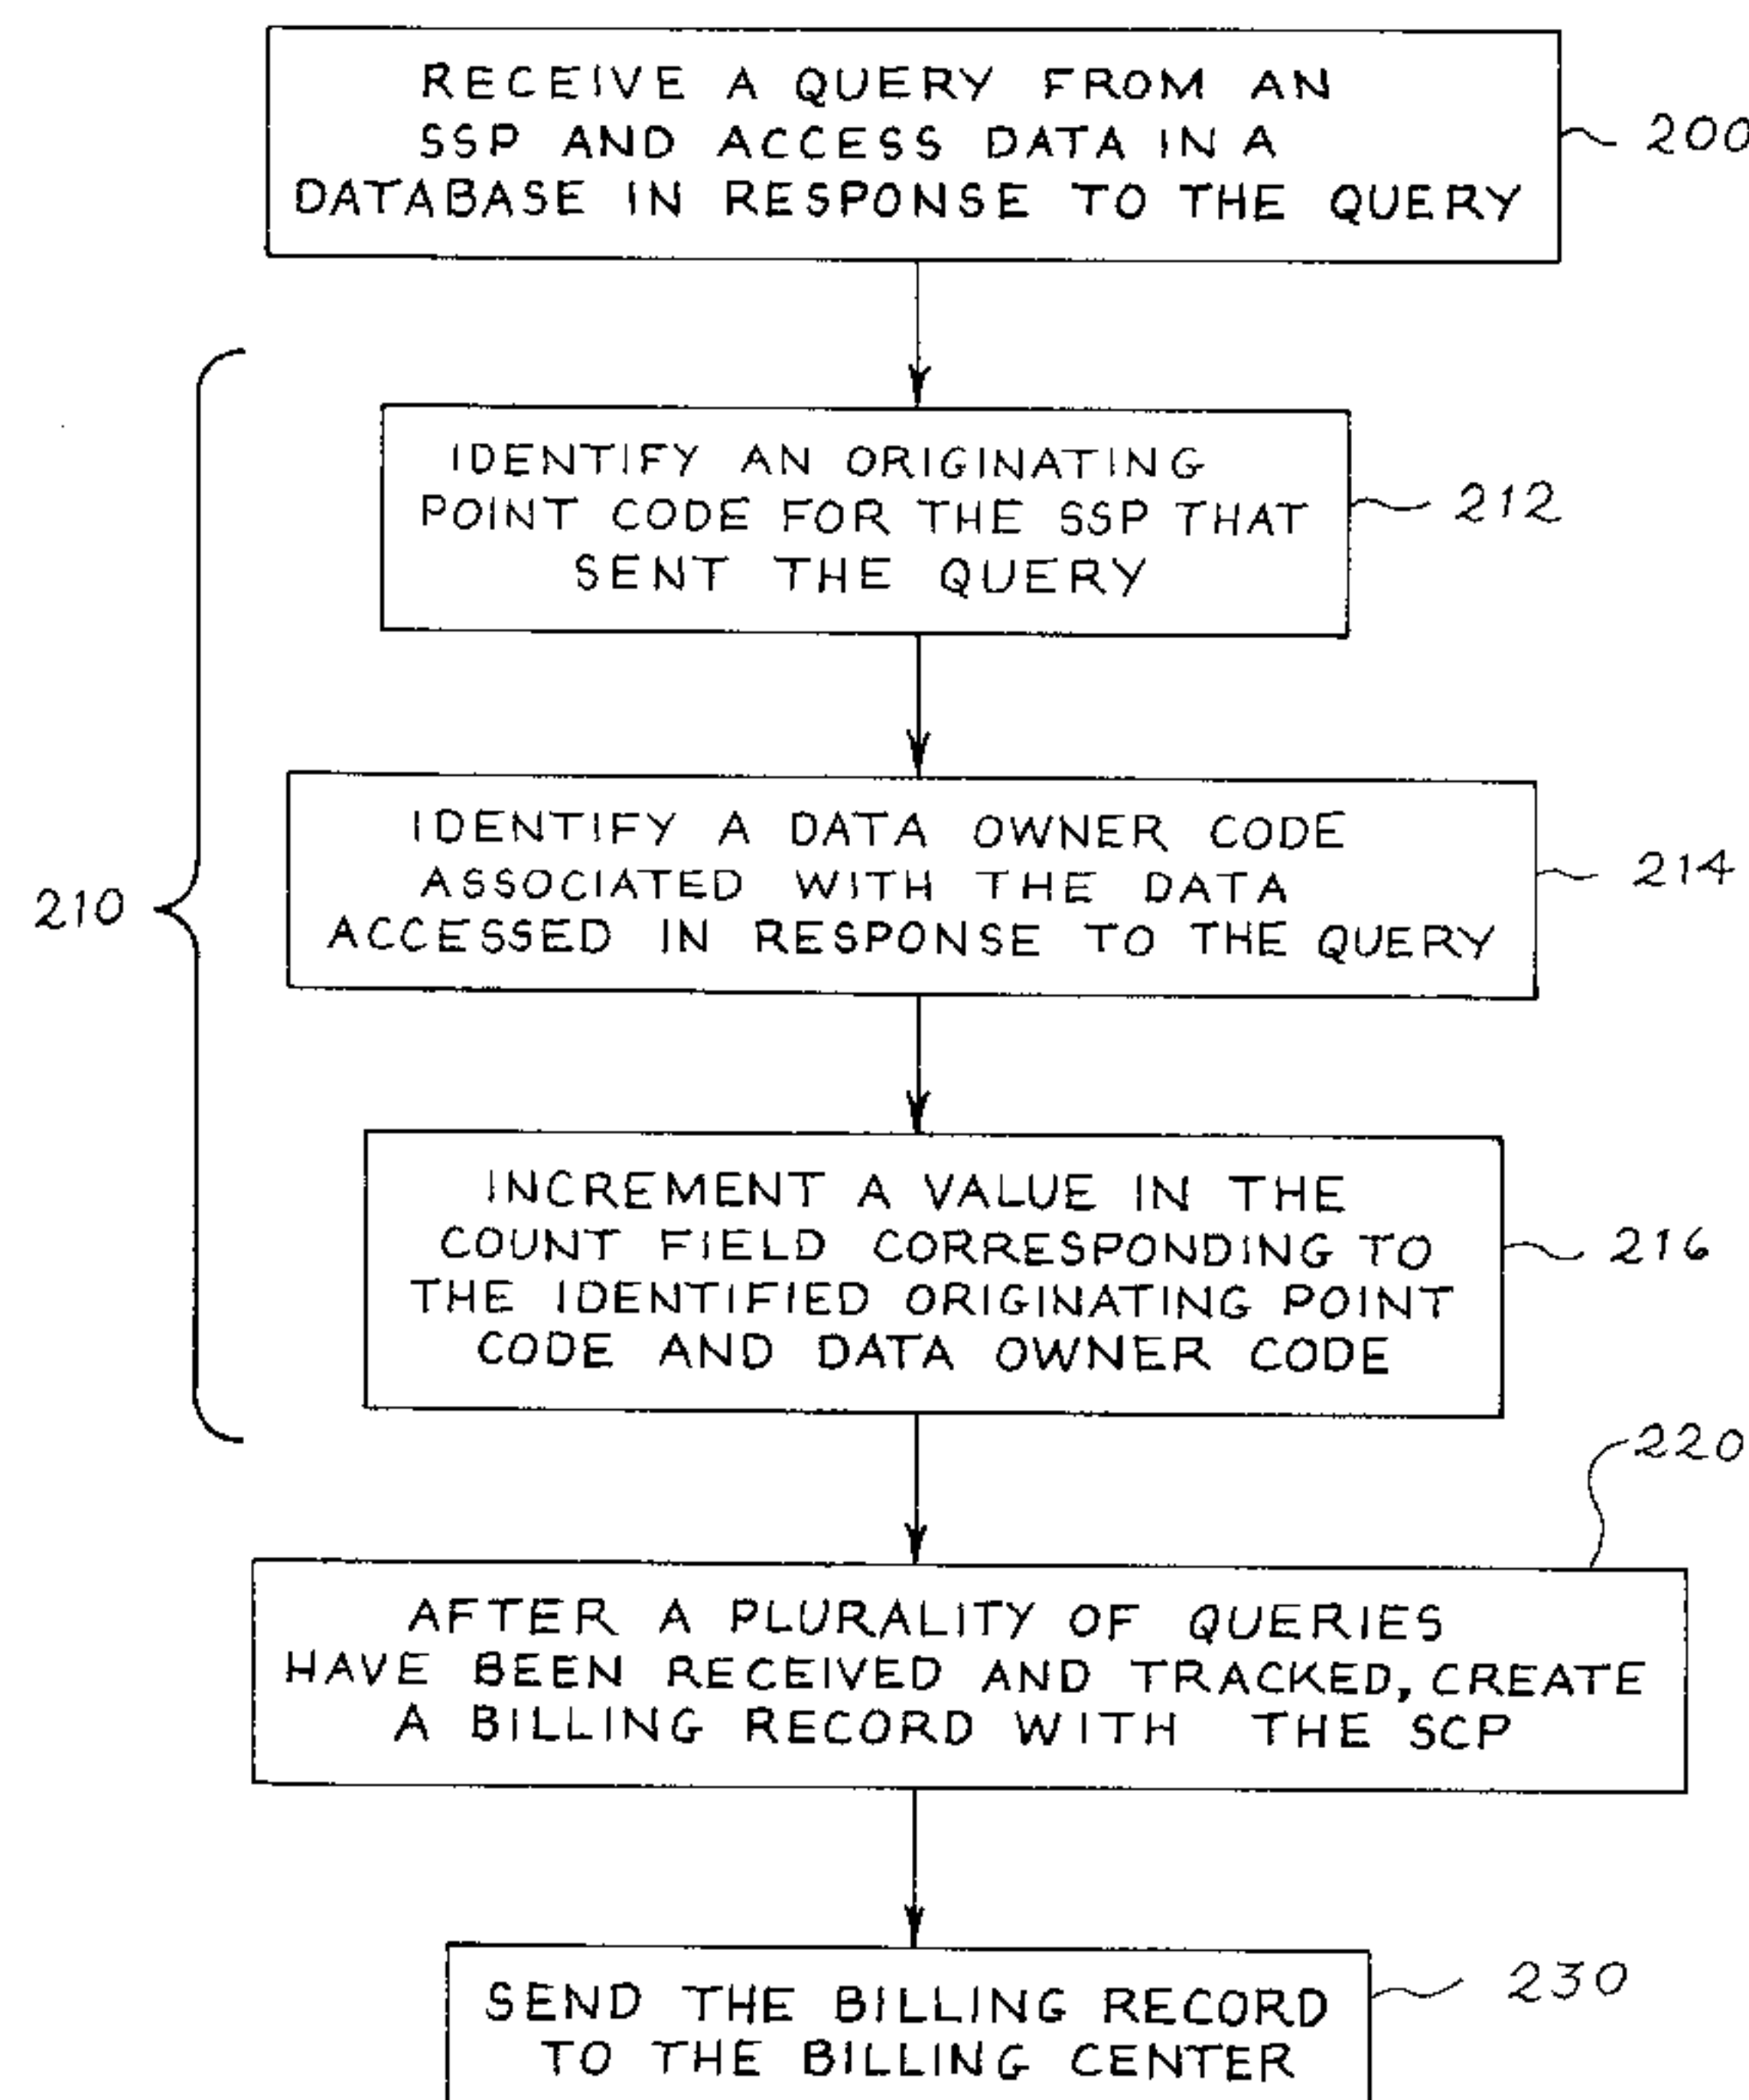 RECEIVE A QUERY FROM AN
SSP AND ACCESS DATA IN A
DATABASE IN RESPONSE TO THE QUERY
200
IDENTIFY AN ORIGINATING
POINT CODE FOR THE SSP THAT
SENT THE QUERY
212
IDENTIFY A DATA OWNER CODE
ASSOCIATED WITH THE DATA
ACCESSED IN RESPONSE TO THE QUERY
214
210
INCREMENT A VALUE IN THE
COUNT FIELD CORRESPONDING TO
THE IDENTIFIED ORIGINATING POINT
CODE AND DATA OWNER CODE
216
220
AFTER A PLURALITY OF QUERIES
HAVE BEEN RECEIVED AND TRACKED, CREATE
A BILLING RECORD WITH THE SCP
SEND THE BILLING RECORD
TO THE BILLING CENTER
230